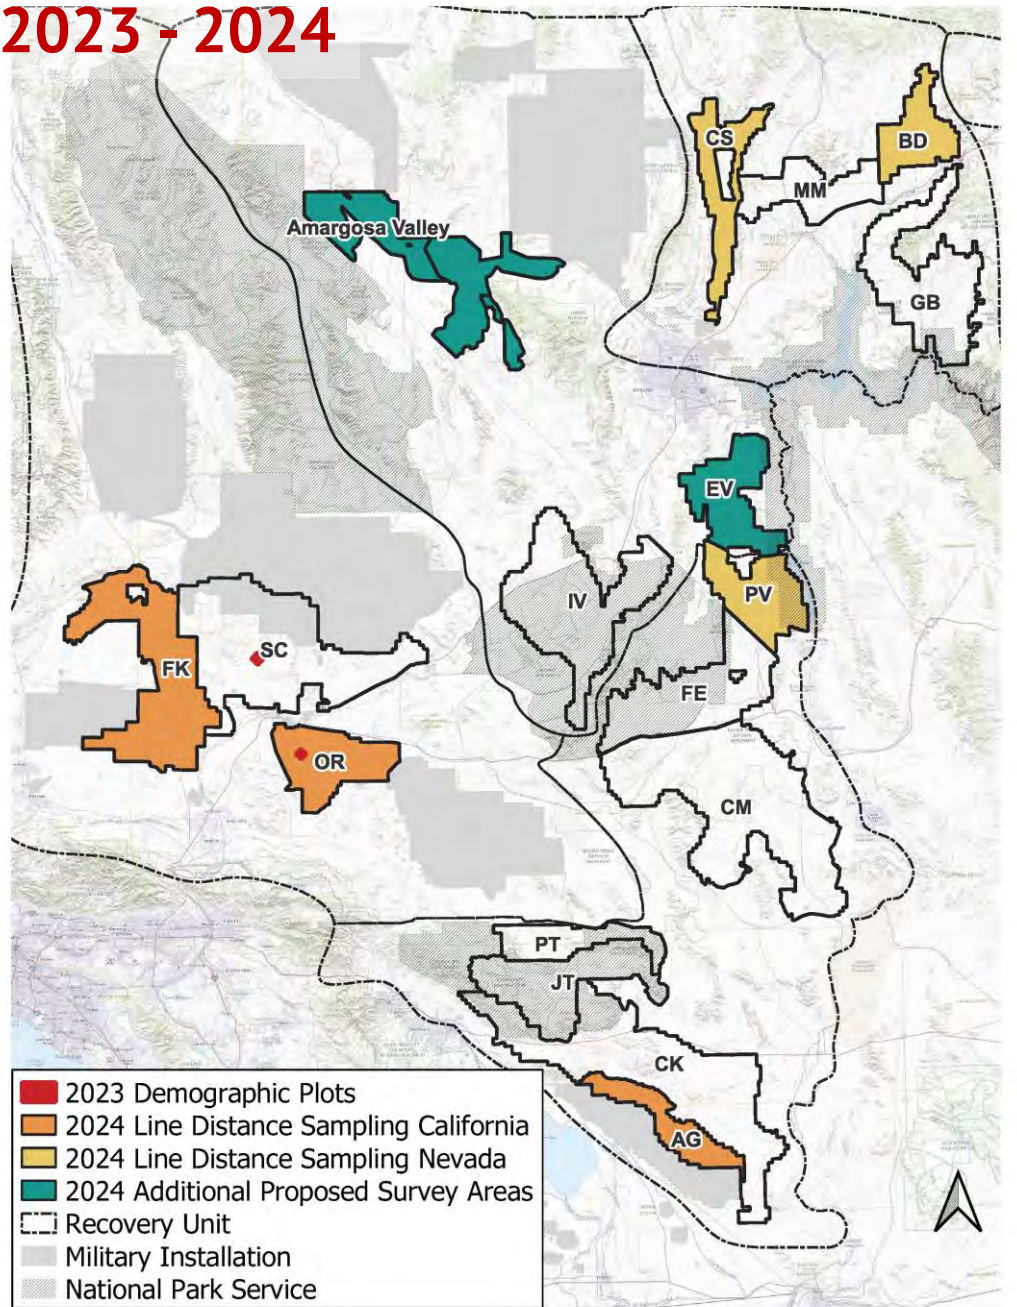 2023 - 2024
CS
BD
MM
Amargosa Valley
GB
EV
IV
PV
SC
FK
FE
OR
CM
PT
JT
CK
AG
2023 Demographic Plots
2024 Line Distance Sampling California
2024 Line Distance Sampling Nevada
2024 Additional Proposed Survey Areas
Recovery Unit
Military Installation
National Park Service